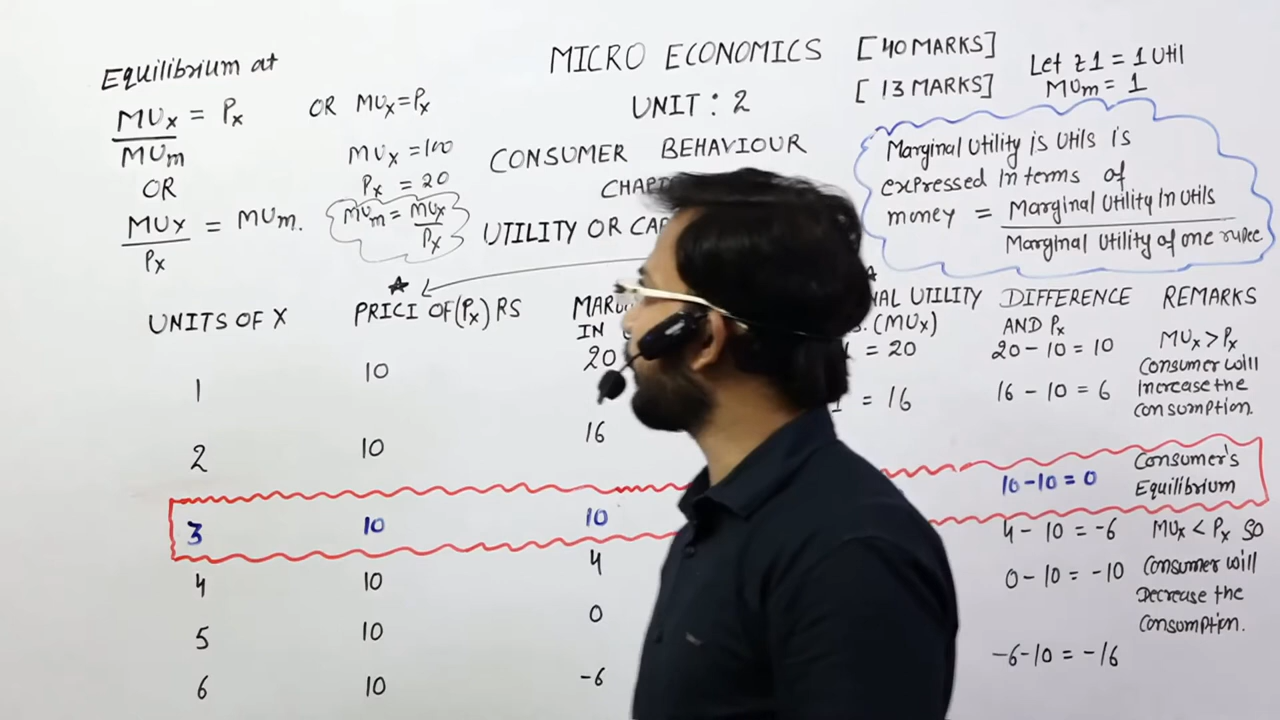 MICRO ECONOMICS [40 MARKS]
UNIT: 2 [13 MARKS]
CONSUMER BEHAVIOUR
UTILITY OR
Equilibrium at
MUx / MUm = Px OR MUx = Px
OR
MUx / Px = MUm.
MUx = 100
Px = 20
MUm = MUx / Px
Let ₹1 = 1 Util
MUm = 1
Marginal Utility is Utils is
expressed In terms of
money = Marginal Utility In Utils / Marginal Utility of one rupee
UNITS OF X PRICI OF (Px) RS IN UTILITY (MUx) DIFFERENCE AND Px REMARKS
1 10 20 = 20 20 - 10 = 10 MUx > Px
Consumer will
Increase the
consumption.
2 10 16 = 16 16 - 10 = 6
3 10 10 10 - 10 = 0 Consumer's
Equilibrium
4 10 4 4 - 10 = -6 MUx < Px SO
5 10 0 0 - 10 = -10 Consumer will
Decrease the
Consumption.
6 10 -6 -6 - 10 = -16